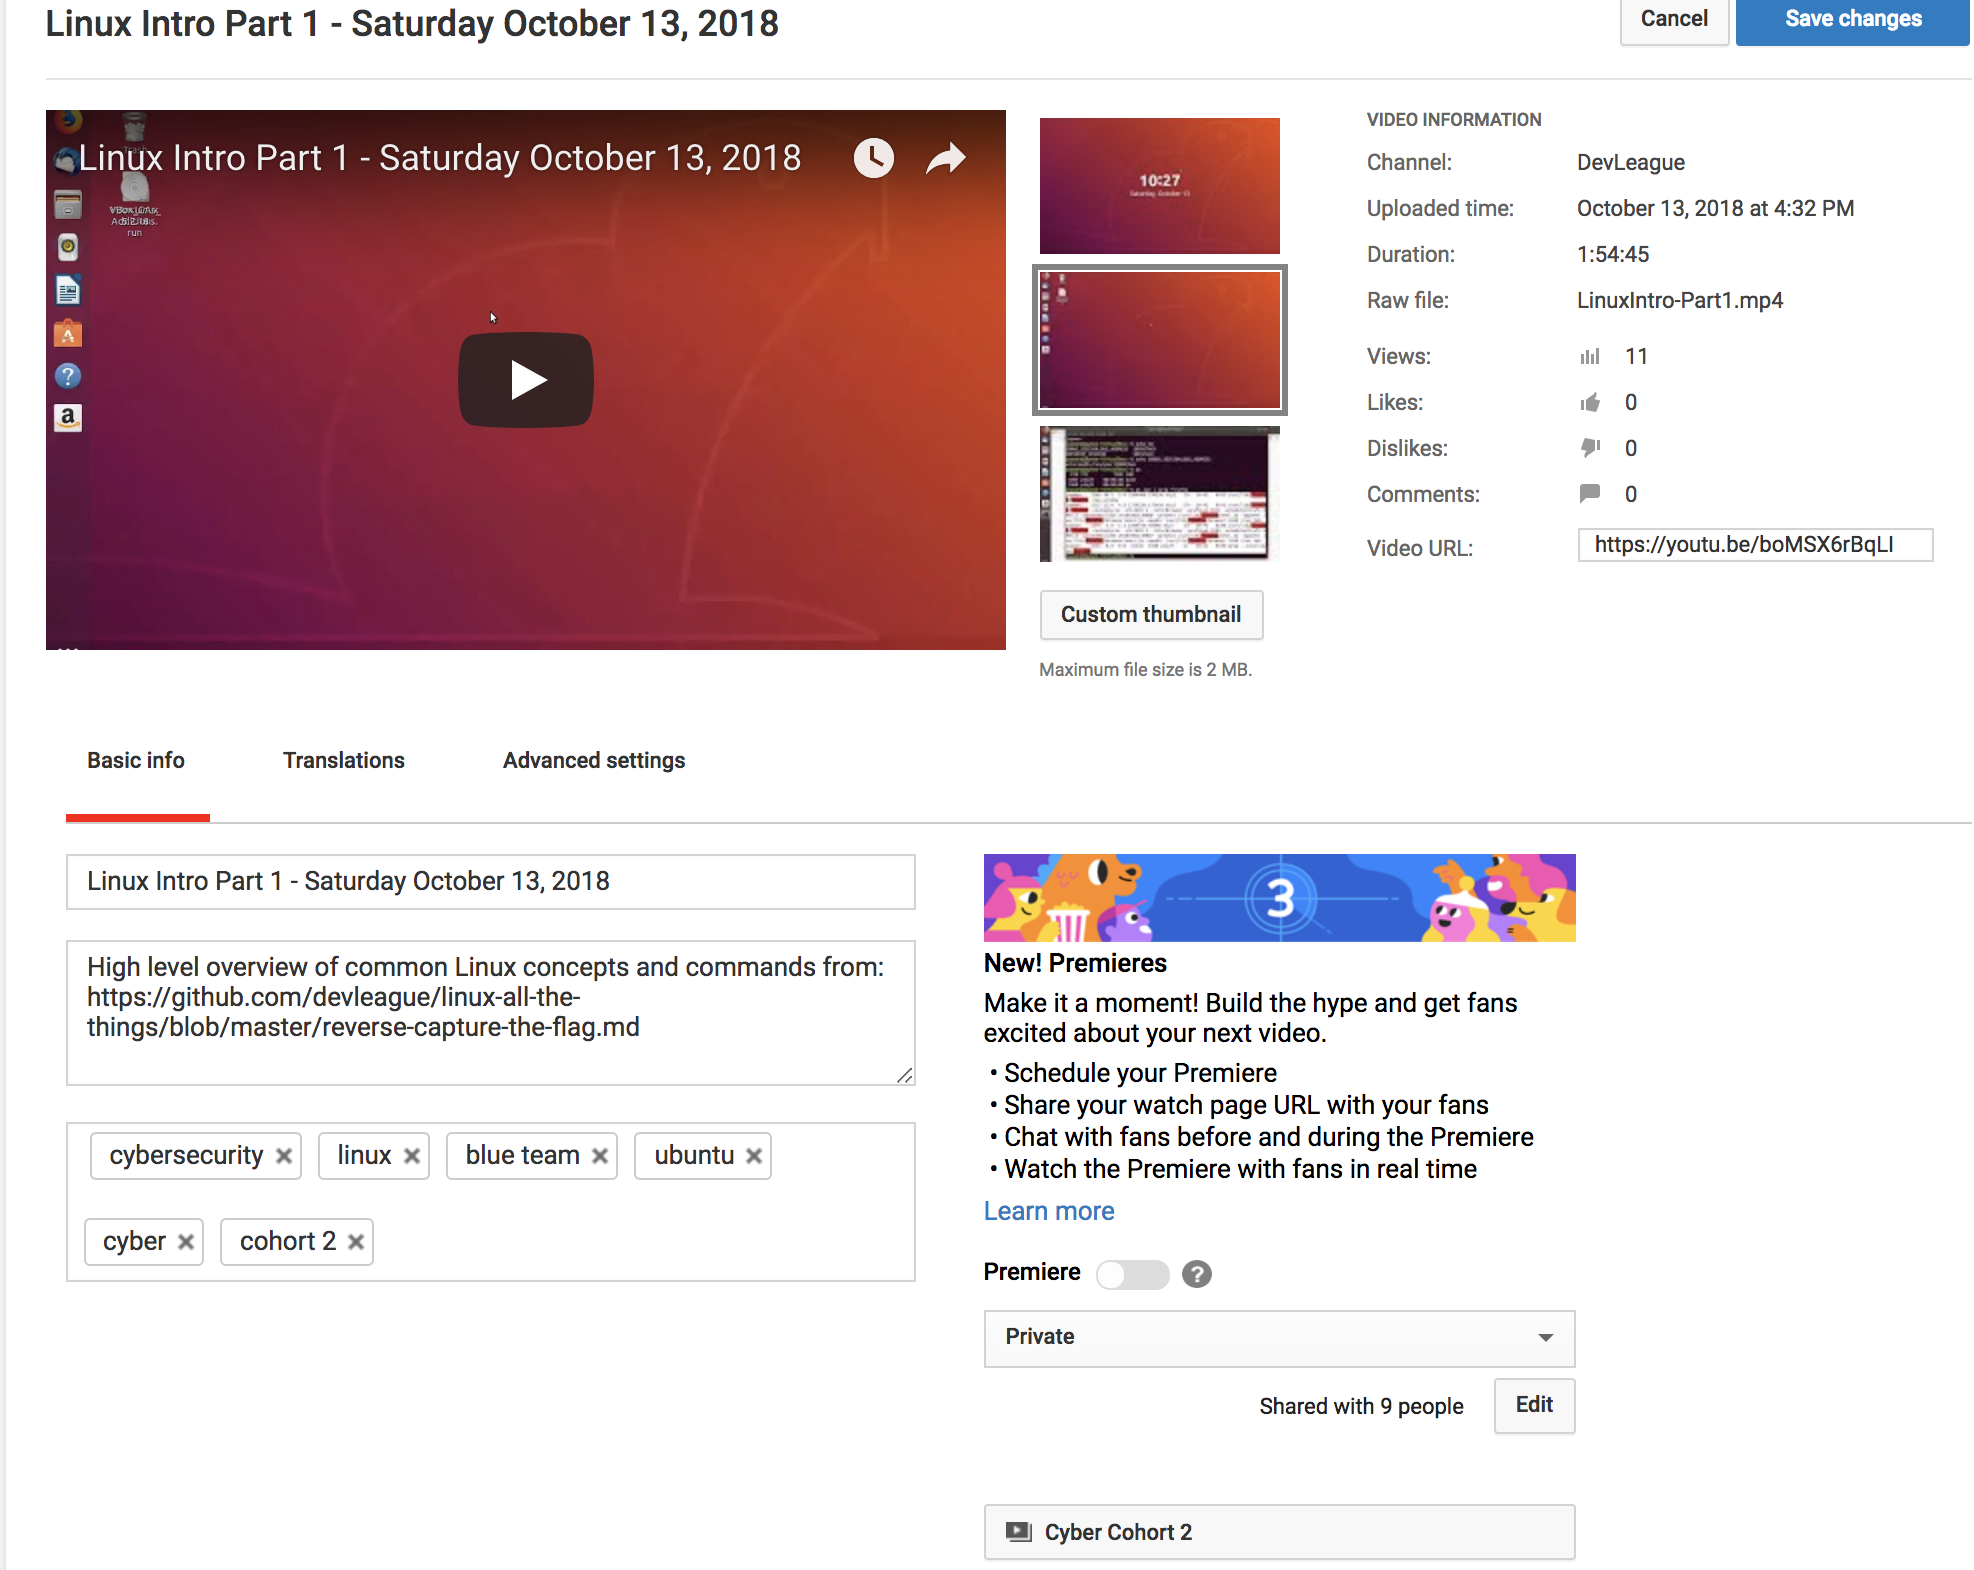 Linux Intro Part 1 - Saturday October 13, 2018
Cancel
Save changes
Linux Intro Part 1 - Saturday October 13, 2018
run
a
10:27
Saturday, October 13
VIDEO INFORMATION
Channel: DevLeague
Uploaded time: October 13, 2018 at 4:32 PM
Duration: 1:54:45
Raw file: LinuxIntro-Part1.mp4
Views: 11
Likes: 0
Dislikes: 0
Comments: 0
Video URL: https://youtu.be/boMSX6rBqLI
Custom thumbnail
Maximum file size is 2 MB.
Basic info Translations Advanced settings
Linux Intro Part 1 - Saturday October 13, 2018
High level overview of common Linux concepts and commands from:
https://github.com/devleague/linux-all-the-
things/blob/master/reverse-capture-the-flag.md
cybersecurity linux blue team ubuntu
cyber cohort 2
3
New! Premieres
Make it a moment! Build the hype and get fans
excited about your next video.
• Schedule your Premiere
• Share your watch page URL with your fans
• Chat with fans before and during the Premiere
• Watch the Premiere with fans in real time
Learn more
Premiere ?
Private
Shared with 9 people
Edit
Cyber Cohort 2